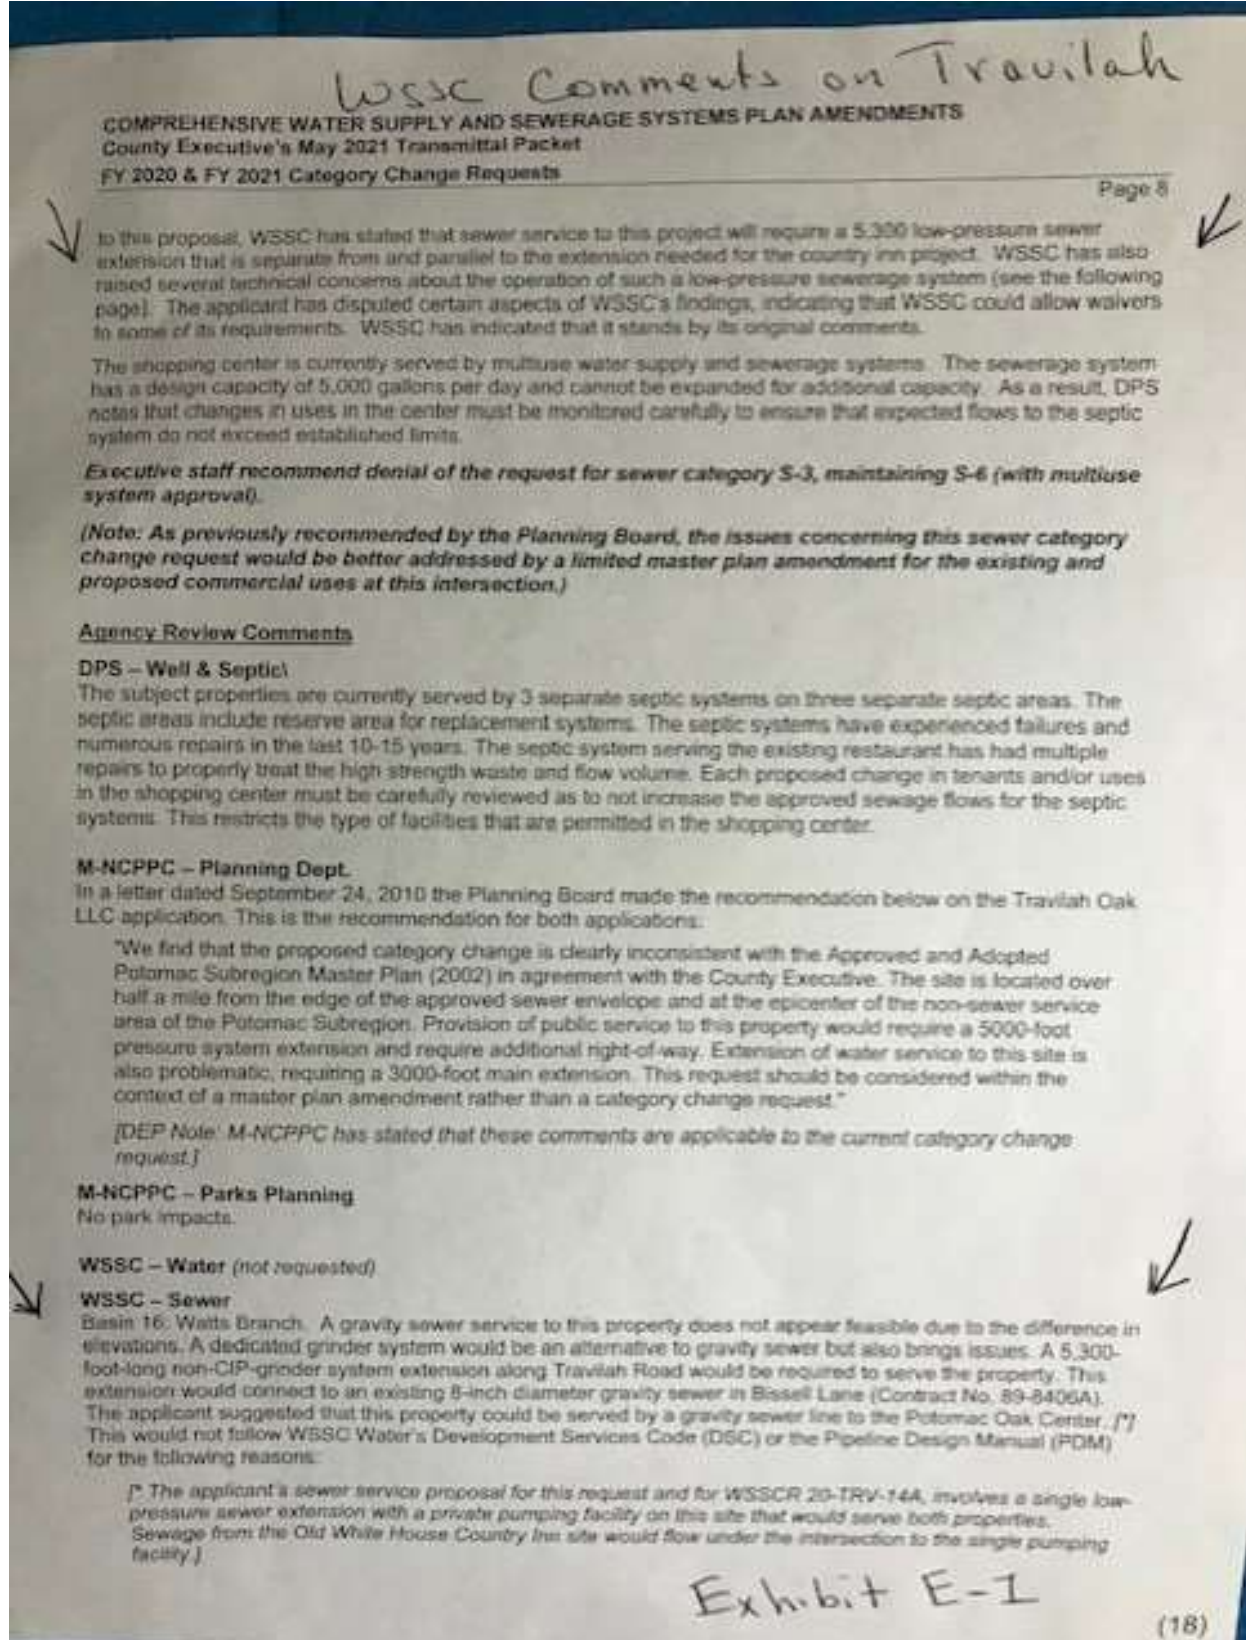 WSSC Comments on Travilah
COMPREHENSIVE WATER SUPPLY AND SEWERAGE SYSTEMS PLAN AMENDMENTS
County Executive's May 2021 Transmittal Packet
FY 2020 & FY 2021 Category Change Requests
Page 8
to this proposal, WSSC has stated that sewer service to this project will require a 5,300 low-pressure sewer
extension that is separate from and parallel to the extension needed for the country inn project. WSSC has also
raised several technical concerns about the operation of such a low-pressure sewerage system (see the following
page). The applicant has disputed certain aspects of WSSC's findings, indicating that WSSC could allow waivers
to some of its requirements. WSSC has indicated that it stands by its original comments.
The shopping center is currently served by multiuse water supply and sewerage systems. The sewerage system
has a design capacity of 5,000 gallons per day and cannot be expanded for additional capacity. As a result, DPS
notes that changes in uses in the center must be monitored carefully to ensure that expected flows to the septic
system do not exceed established limits.
Executive staff recommend denial of the request for sewer category S-3, maintaining S-6 (with multiuse
system approval).
(Note: As previously recommended by the Planning Board, the issues concerning this sewer category
change request would be better addressed by a limited master plan amendment for the existing and
proposed commercial uses at this intersection.)
Agency Review Comments
DPS – Well & Septic\
The subject properties are currently served by 3 separate septic systems on three separate septic areas. The
septic areas include reserve area for replacement systems. The septic systems have experienced failures and
numerous repairs in the last 10-15 years. The septic system serving the existing restaurant has had multiple
repairs to properly treat the high strength waste and flow volume. Each proposed change in tenants and/or uses
in the shopping center must be carefully reviewed as to not increase the approved sewage flows for the septic
systems. This restricts the type of facilities that are permitted in the shopping center.
M-NCPPC – Planning Dept.
In a letter dated September 24, 2010 the Planning Board made the recommendation below on the Travilah Oak
LLC application. This is the recommendation for both applications:
"We find that the proposed category change is clearly inconsistent with the Approved and Adopted
Potomac Subregion Master Plan (2002) in agreement with the County Executive. The site is located over
half a mile from the edge of the approved sewer envelope and at the epicenter of the non-sewer service
area of the Potomac Subregion. Provision of public service to this property would require a 5000-foot
pressure system extension and require additional right-of-way. Extension of water service to this site is
also problematic, requiring a 3000-foot main extension. This request should be considered within the
context of a master plan amendment rather than a category change request."
[DEP Note: M-NCPPC has stated that these comments are applicable to the current category change
request.]
M-NCPPC – Parks Planning
No park impacts.
WSSC – Water (not requested)
WSSC – Sewer
Basin 16: Watts Branch. A gravity sewer service to this property does not appear feasible due to the difference in
elevations. A dedicated grinder system would be an alternative to gravity sewer but also brings issues. A 5,300-
foot-long non-CIP-grinder system extension along Travilah Road would be required to serve the property. This
extension would connect to an existing 8-inch diameter gravity sewer in Bissell Lane (Contract No. 89-8406A).
The applicant suggested that this property could be served by a gravity sewer line to the Potomac Oak Center. [*]
This would not follow WSSC Water's Development Services Code (DSC) or the Pipeline Design Manual (PDM)
for the following reasons:
[* The applicant's sewer service proposal for this request and for WSSCR 20-TRV-14A, involves a single low-
pressure sewer extension with a private pumping facility on this site that would serve both properties.
Sewage from the Old White House Country Inn site would flow under the intersection to the single pumping
facility.]
Exhibit E-1
(18)